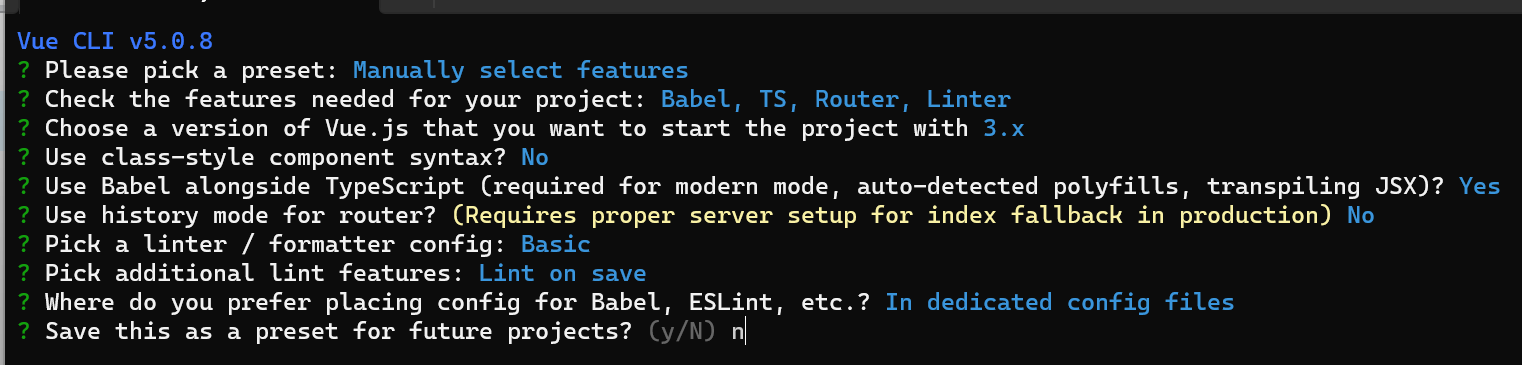 Vue CLI v5.0.8
? Please pick a preset: Manually select features
? Check the features needed for your project: Babel, TS, Router, Linter
? Choose a version of Vue.js that you want to start the project with 3.x
? Use class-style component syntax? No
? Use Babel alongside TypeScript (required for modern mode, auto-detected polyfills, transpiling JSX)? Yes
? Use history mode for router? (Requires proper server setup for index fallback in production) No
? Pick a linter / formatter config: Basic
? Pick additional lint features: Lint on save
? Where do you prefer placing config for Babel, ESLint, etc.? In dedicated config files
? Save this as a preset for future projects? (y/N) n